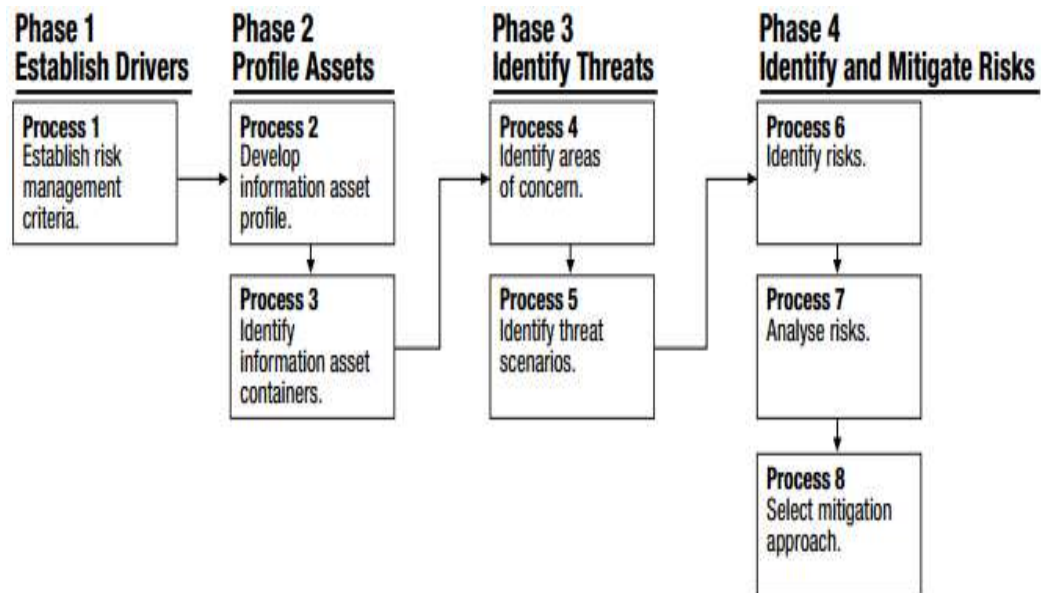 Phase 1
Establish Drivers
Phase 2
Profile Assets
Phase 3
Identify Threats
Phase 4
Identify and Mitigate Risks
Process 1
Establish risk
management
criteria.
Process 2
Develop
information asset
profile.
Process 3
Identify
information asset
containers.
Process 4
Identify areas
of concern.
Process 5
Identify threat
scenarios.
Process 6
Identify risks.
Process 7
Analyse risks.
Process 8
Select mitigation
approach.